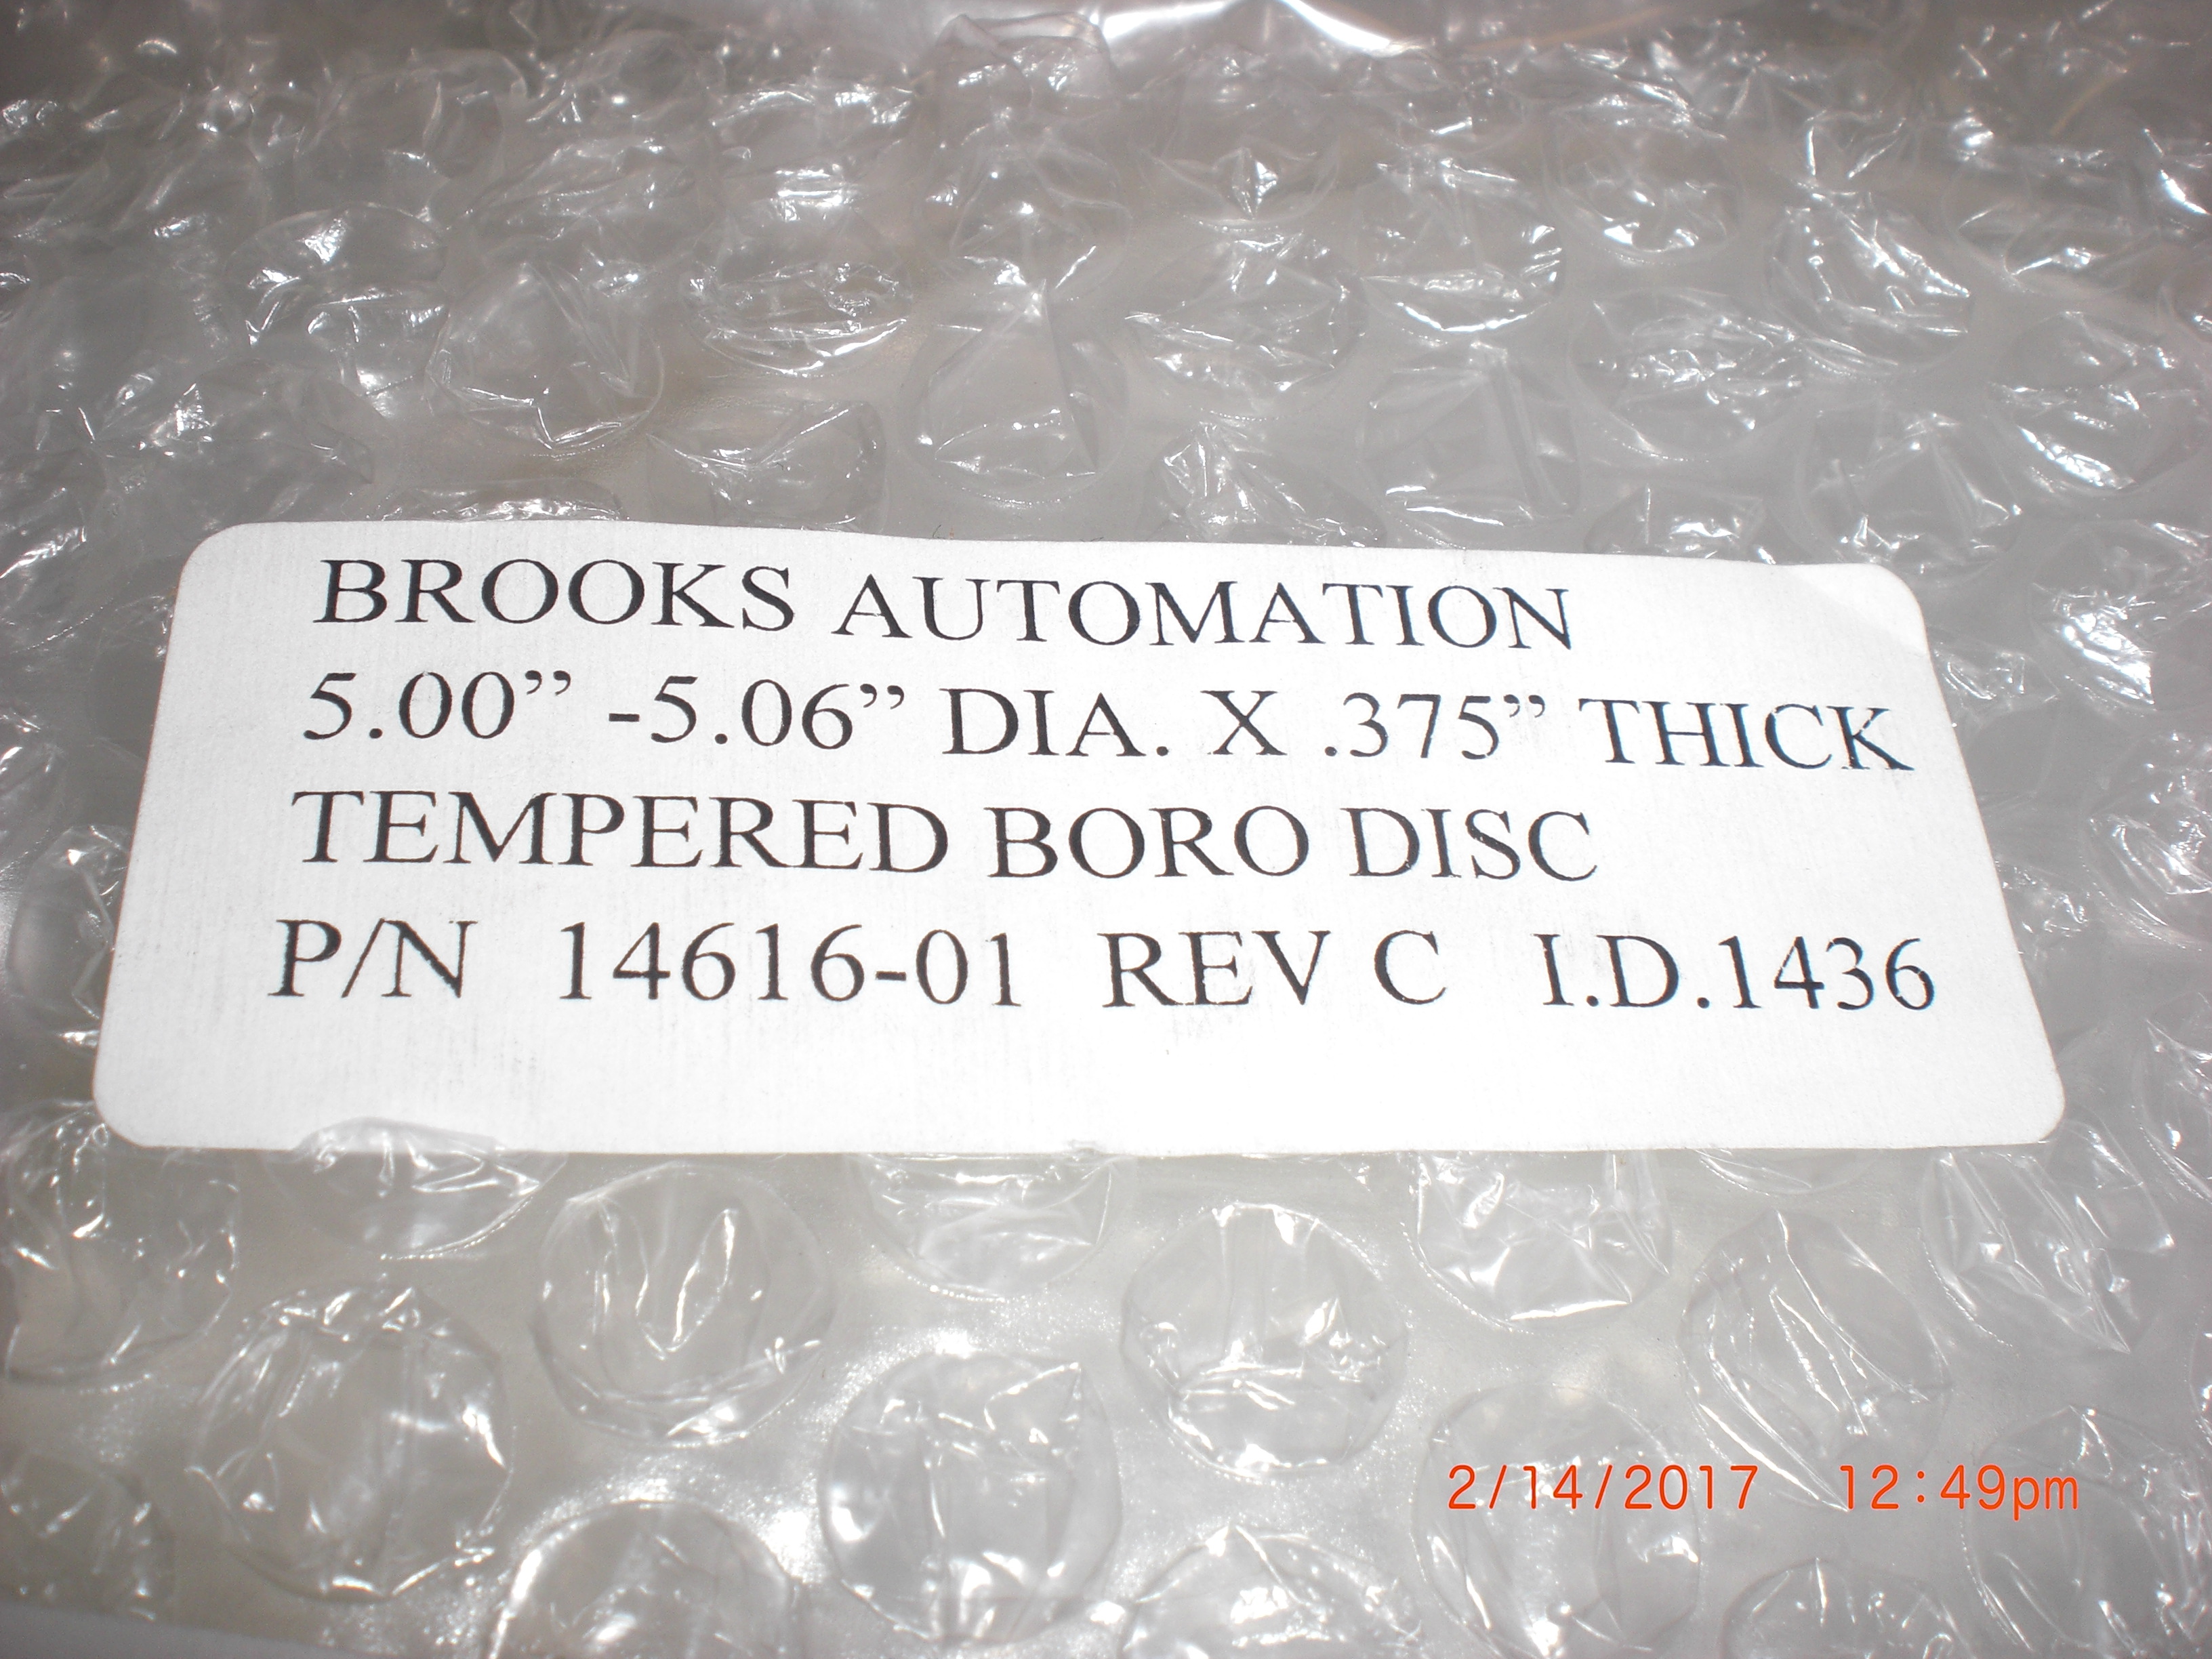 BROOKS AUTOMATION
5.00” -5.06” DIA. X .375” THICK
TEMPERED BORO DISC
P/N 14616-01 REV C I.D.1436
2/14/2017 12:49pm